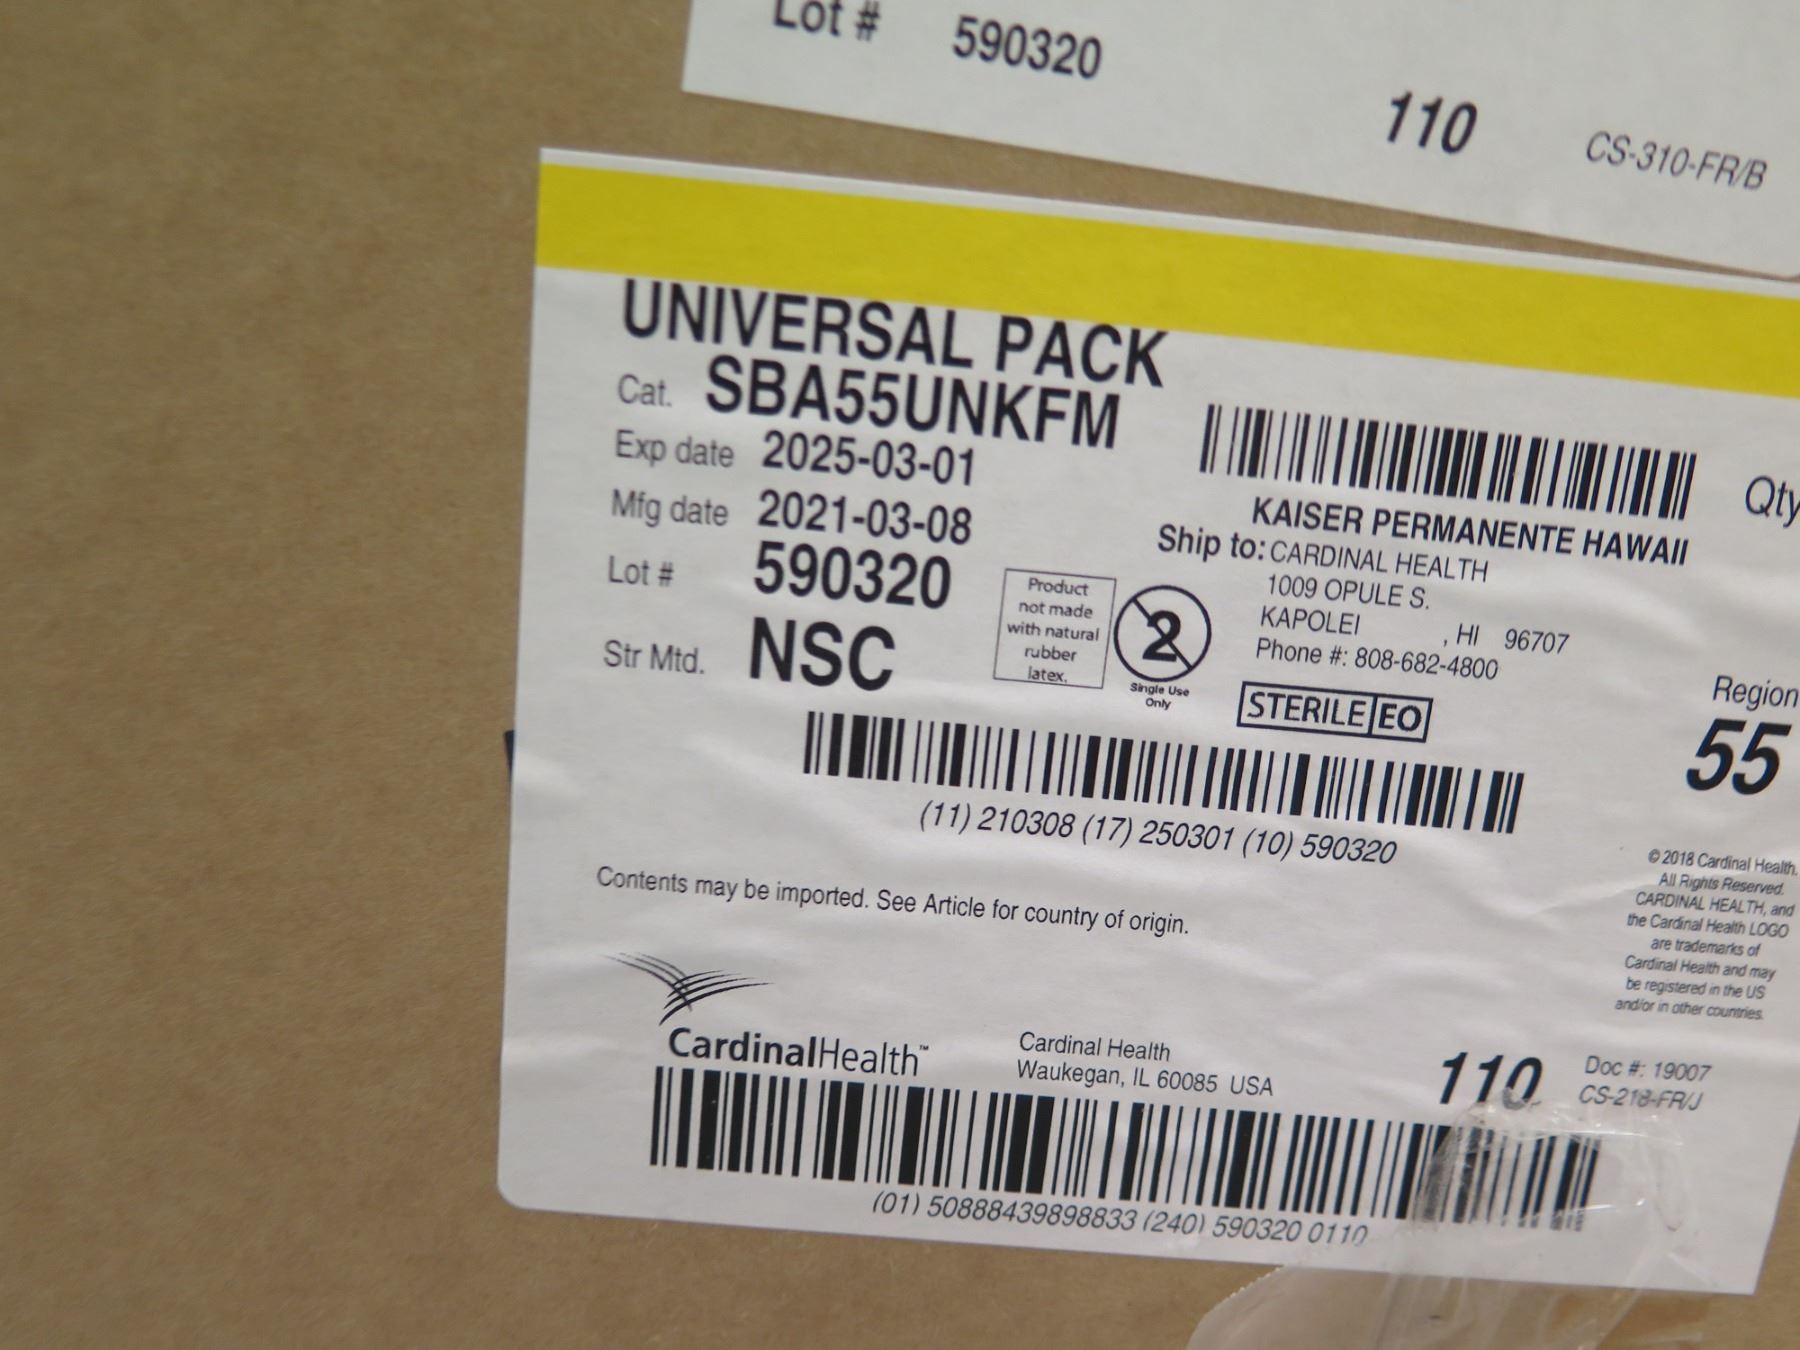 Lot # 590320
110 CS-310-FR/B
UNIVERSAL PACK
Cat. SBA55UNKFM
Exp date 2025-03-01
Mfg date 2021-03-08
Lot # 590320
Str Mtd. NSC
Product
not made
with natural
rubber
latex.
2
Single Use
Only
KAISER PERMANENTE HAWAII
Ship to: CARDINAL HEALTH
1009 OPULE S.
KAPOLEI , HI 96707
Phone #: 808-682-4800
STERILE EO
Qty
Region
55
(11) 210308 (17) 250301 (10) 590320
Contents may be imported. See Article for country of origin.
© 2018 Cardinal Health.
All Rights Reserved.
CARDINAL HEALTH, and
the Cardinal Health LOGO
are trademarks of
Cardinal Health and may
be registered in the US
and/or in other countries.
CardinalHealth™
Cardinal Health
Waukegan, IL 60085 USA
110
Doc #: 19007
CS-218-FR/J
(01) 50888439898833 (240) 590320 0110